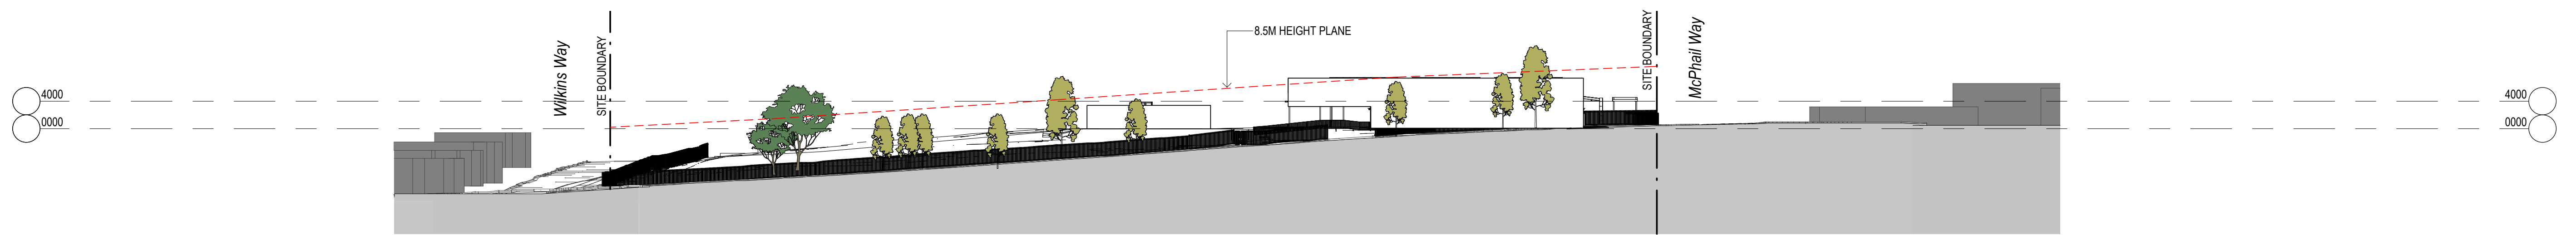 Wilkins Way
SITE BOUNDARY
8.5M HEIGHT PLANE
SITE BOUNDARY
McPhail Way
4000
0000
4000
0000